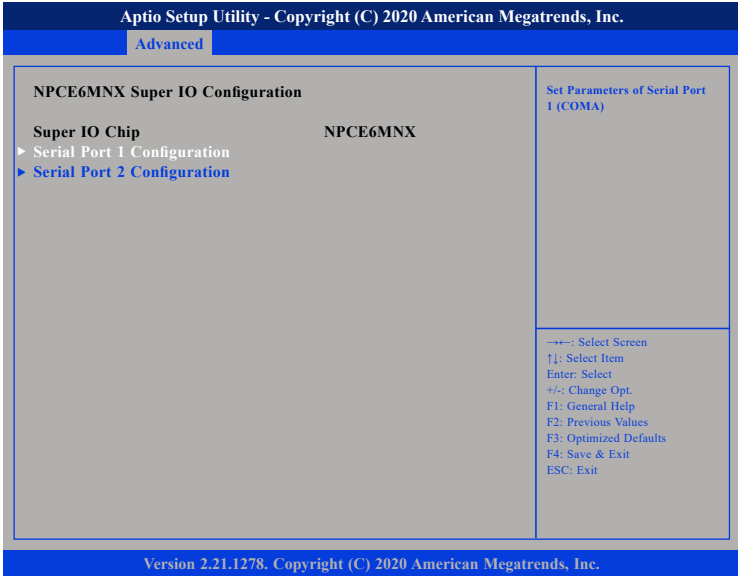 Aptio Setup Utility - Copyright (C) 2020 American Megatrends, Inc.
Advanced
NPCE6MNX Super IO Configuration
Super IO Chip NPCE6MNX
► Serial Port 1 Configuration
► Serial Port 2 Configuration
Set Parameters of Serial Port
1 (COMA)
→←: Select Screen
↑↓: Select Item
Enter: Select
+/-: Change Opt.
F1: General Help
F2: Previous Values
F3: Optimized Defaults
F4: Save & Exit
ESC: Exit
Version 2.21.1278. Copyright (C) 2020 American Megatrends, Inc.